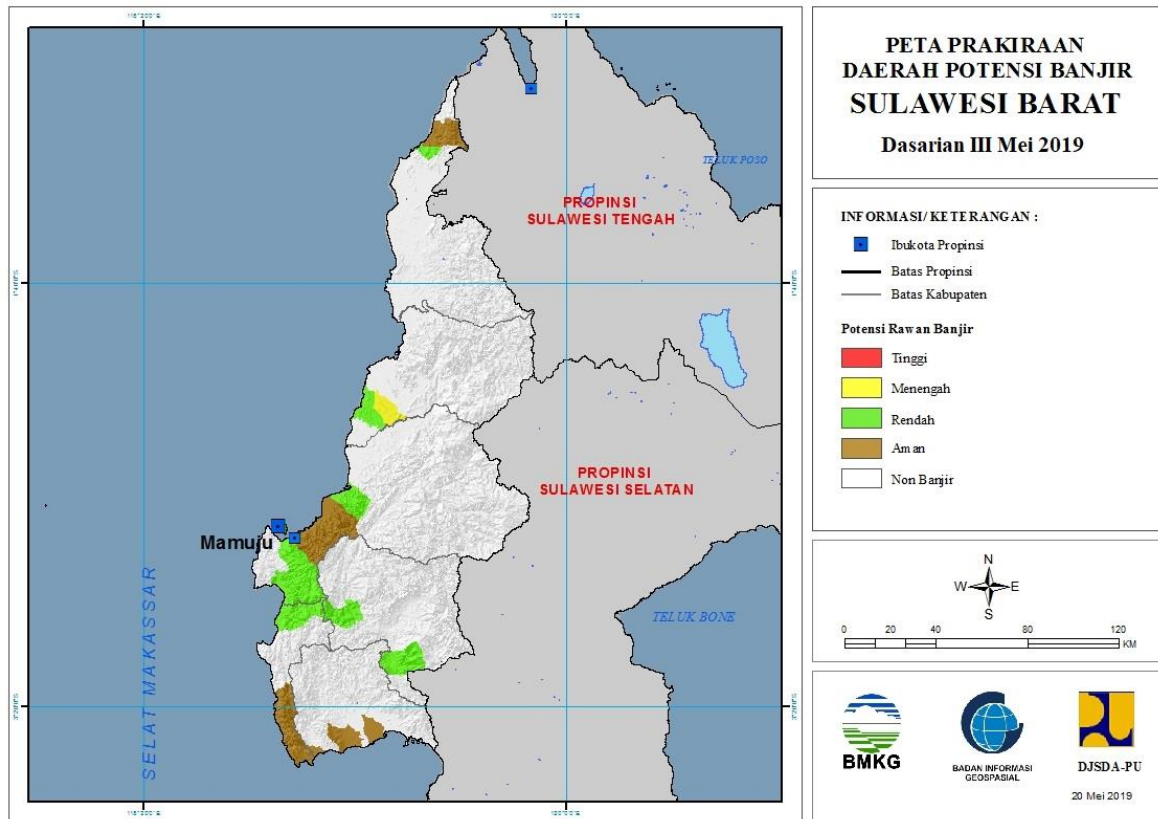 PETA PRAKIRAAN
DAERAH POTENSI BANJIR
SULAWESI BARAT
Dasarian III Mei 2019
TELUK POSO
PROPINSI
SULAWESI TENGAH
PROPINSI
SULAWESI SELATAN
Mamuju
TELUK BONE
SELAT MAKASSAR
INFORMASI/ KETERANGAN :
Ibukota Propinsi
Batas Propinsi
Batas Kabupaten
Potensi Rawan Banjir
Tinggi
Menengah
Rendah
Aman
Non Banjir
N
W E
S
0 20 40 80 120
KM
BMKG
BADAN INFORMASI
GEOSPASIAL
DJSDA-PU
20 Mei 2019